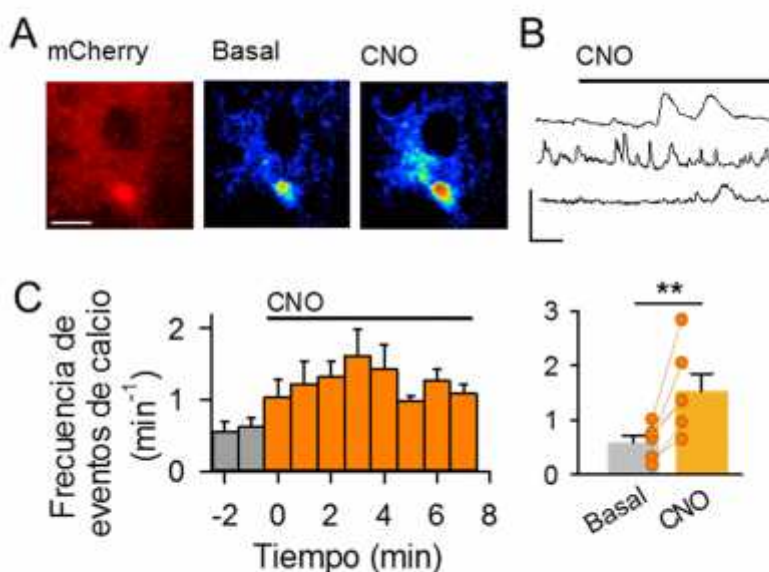 A
mCherry
Basal
CNO
B
CNO
C
Frecuencia de
eventos de calcio
(min⁻¹)
CNO
2
1
0
-2 0 2 4 6 8
Tiempo (min)
**
3
2
1
0
Basal
CNO